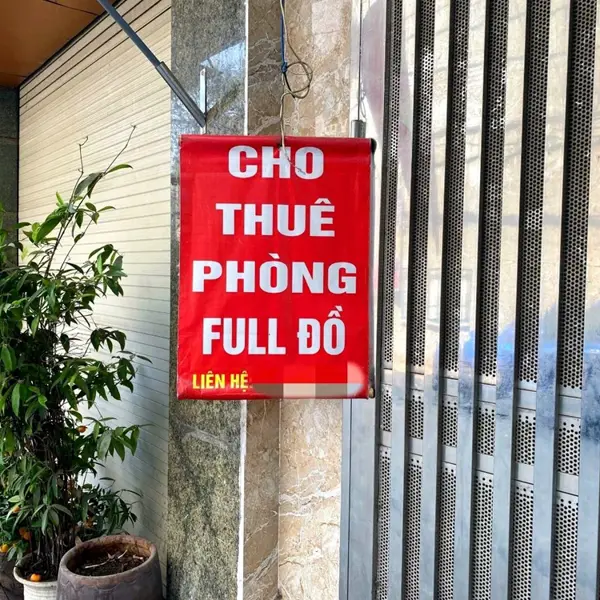 CHO
THUÊ
PHÒNG
FULL ĐỒ
LIÊN HỆ: